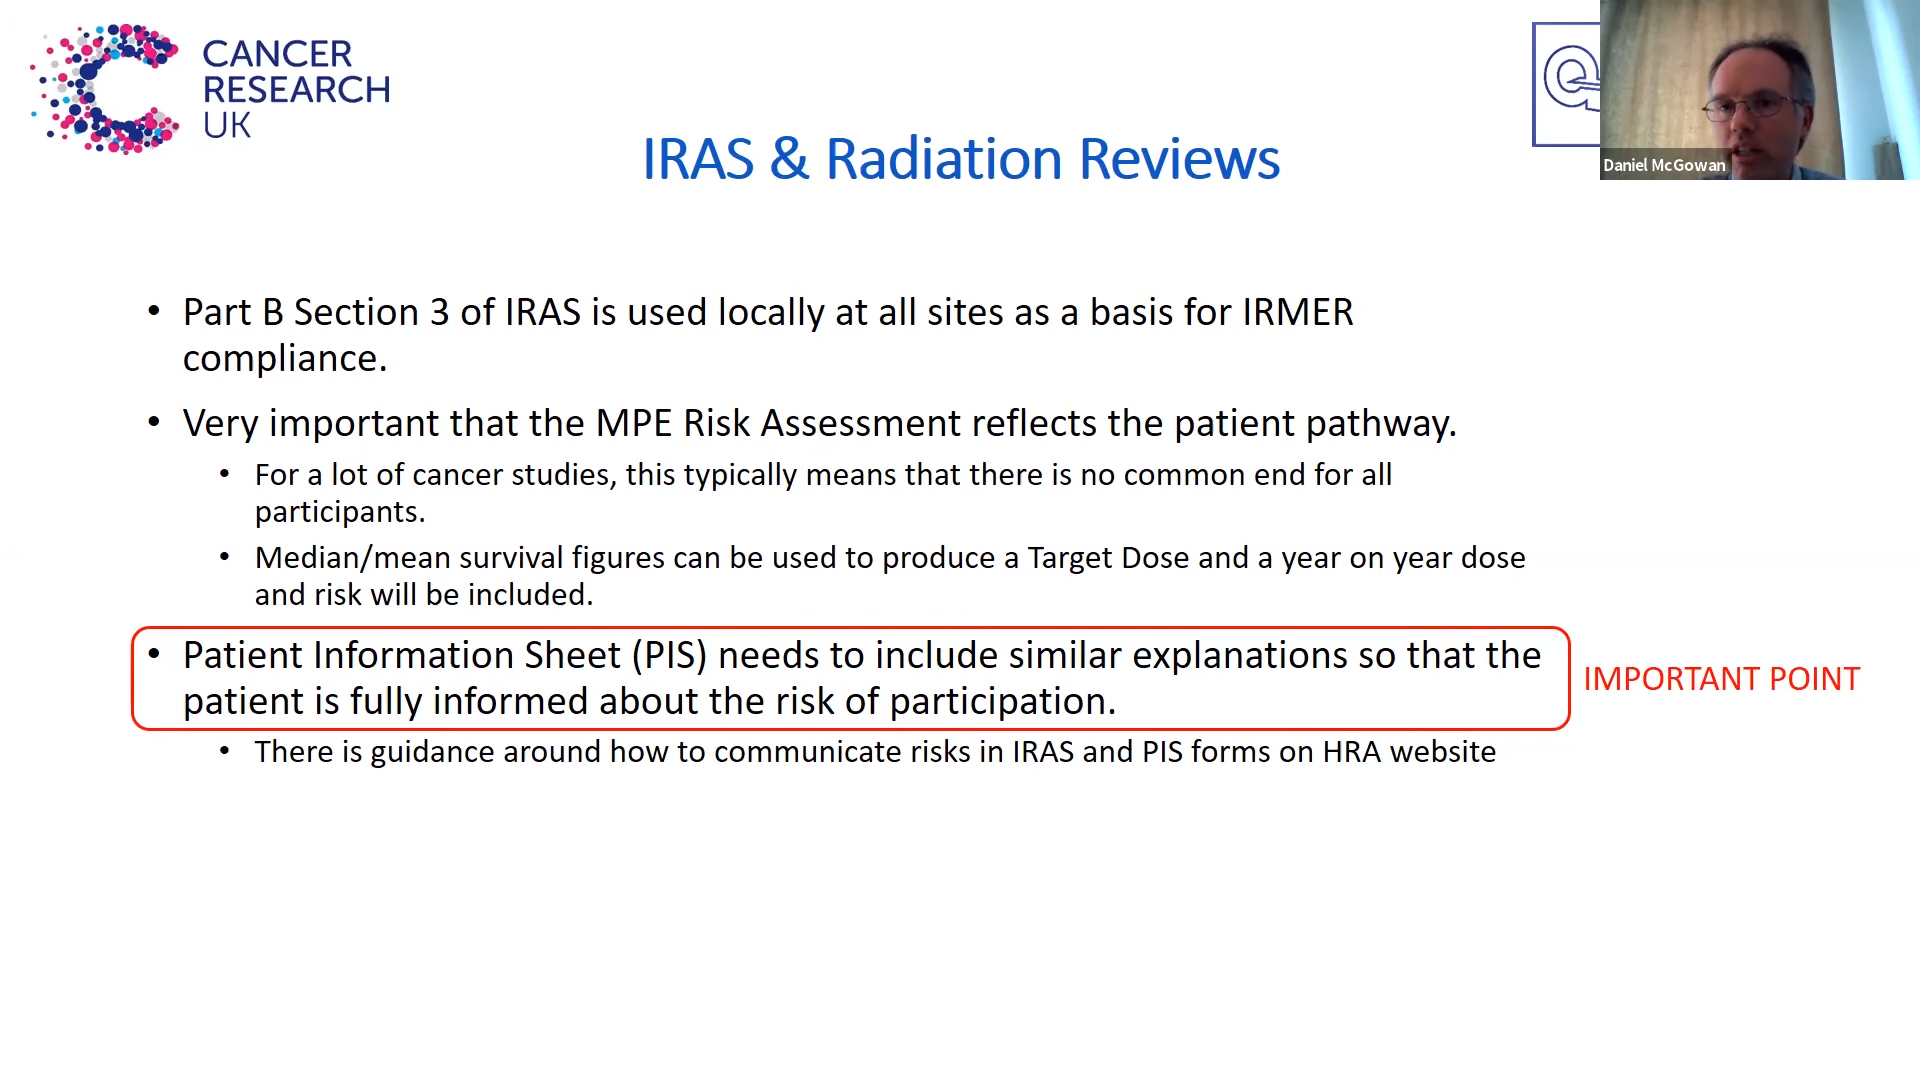 CANCER
RESEARCH
UK
Daniel McGowan
IRAS & Radiation Reviews
• Part B Section 3 of IRAS is used locally at all sites as a basis for IRMER
compliance.
• Very important that the MPE Risk Assessment reflects the patient pathway.
• For a lot of cancer studies, this typically means that there is no common end for all
participants.
• Median/mean survival figures can be used to produce a Target Dose and a year on year dose
and risk will be included.
• Patient Information Sheet (PIS) needs to include similar explanations so that the
patient is fully informed about the risk of participation.
IMPORTANT POINT
• There is guidance around how to communicate risks in IRAS and PIS forms on HRA website